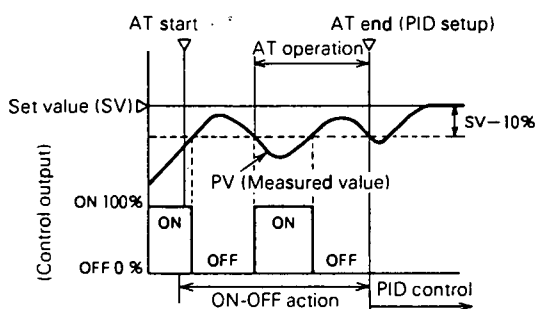 AT start
AT end (PID setup)
AT operation
Set value (SV)
SV-10%
PV (Measured value)
(Control output)
ON 100%
ON
OFF
ON
OFF
OFF 0 %
ON-OFF action
PID control